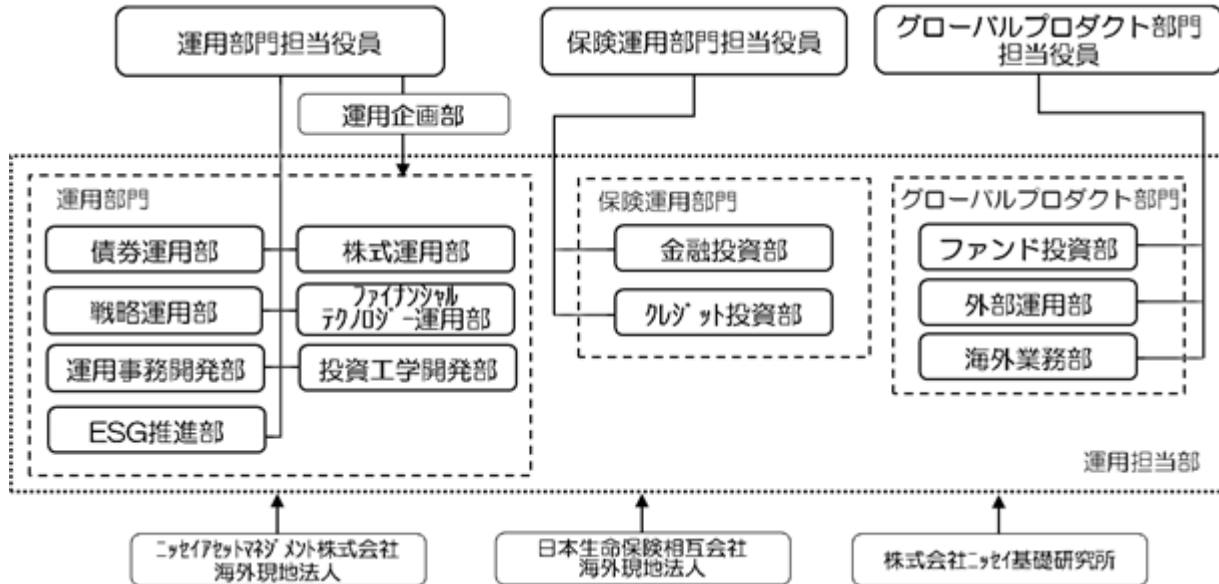 運用部門担当役員
保険運用部門担当役員
グローバルプロダクト部門
担当役員
運用企画部
運用部門
債券運用部
株式運用部
戦略運用部
ファイナンシャル
テクノロジー運用部
運用事務開発部
投資工学開発部
ESG推進部
保険運用部門
金融投資部
クレジット投資部
グローバルプロダクト部門
ファンド投資部
外部運用部
海外業務部
運用担当部
ニッセイアセットマネジメント株式会社
海外現地法人
日本生命保険相互会社
海外現地法人
株式会社ニッセイ基礎研究所